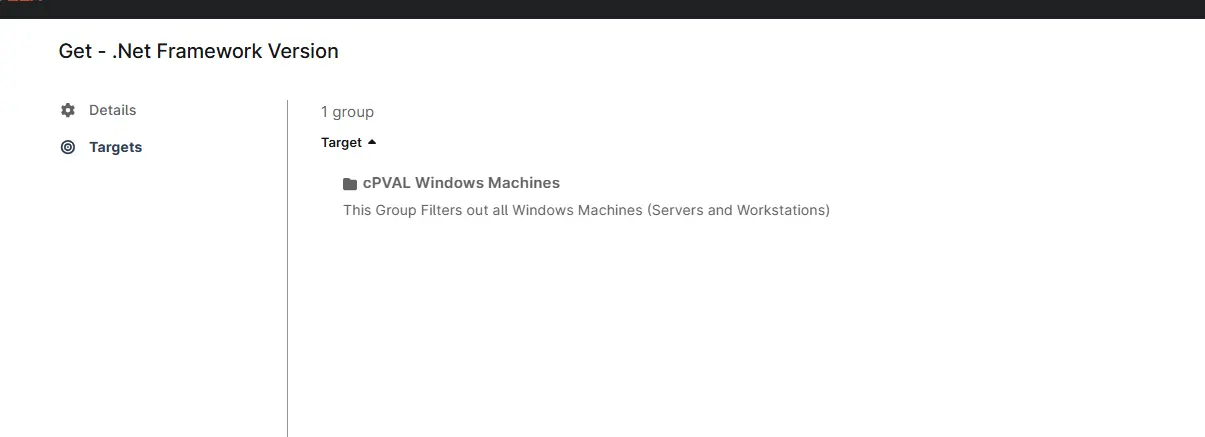 Get - .Net Framework Version
Details
Targets
1 group
Target
cPVAL Windows Machines
This Group Filters out all Windows Machines (Servers and Workstations)